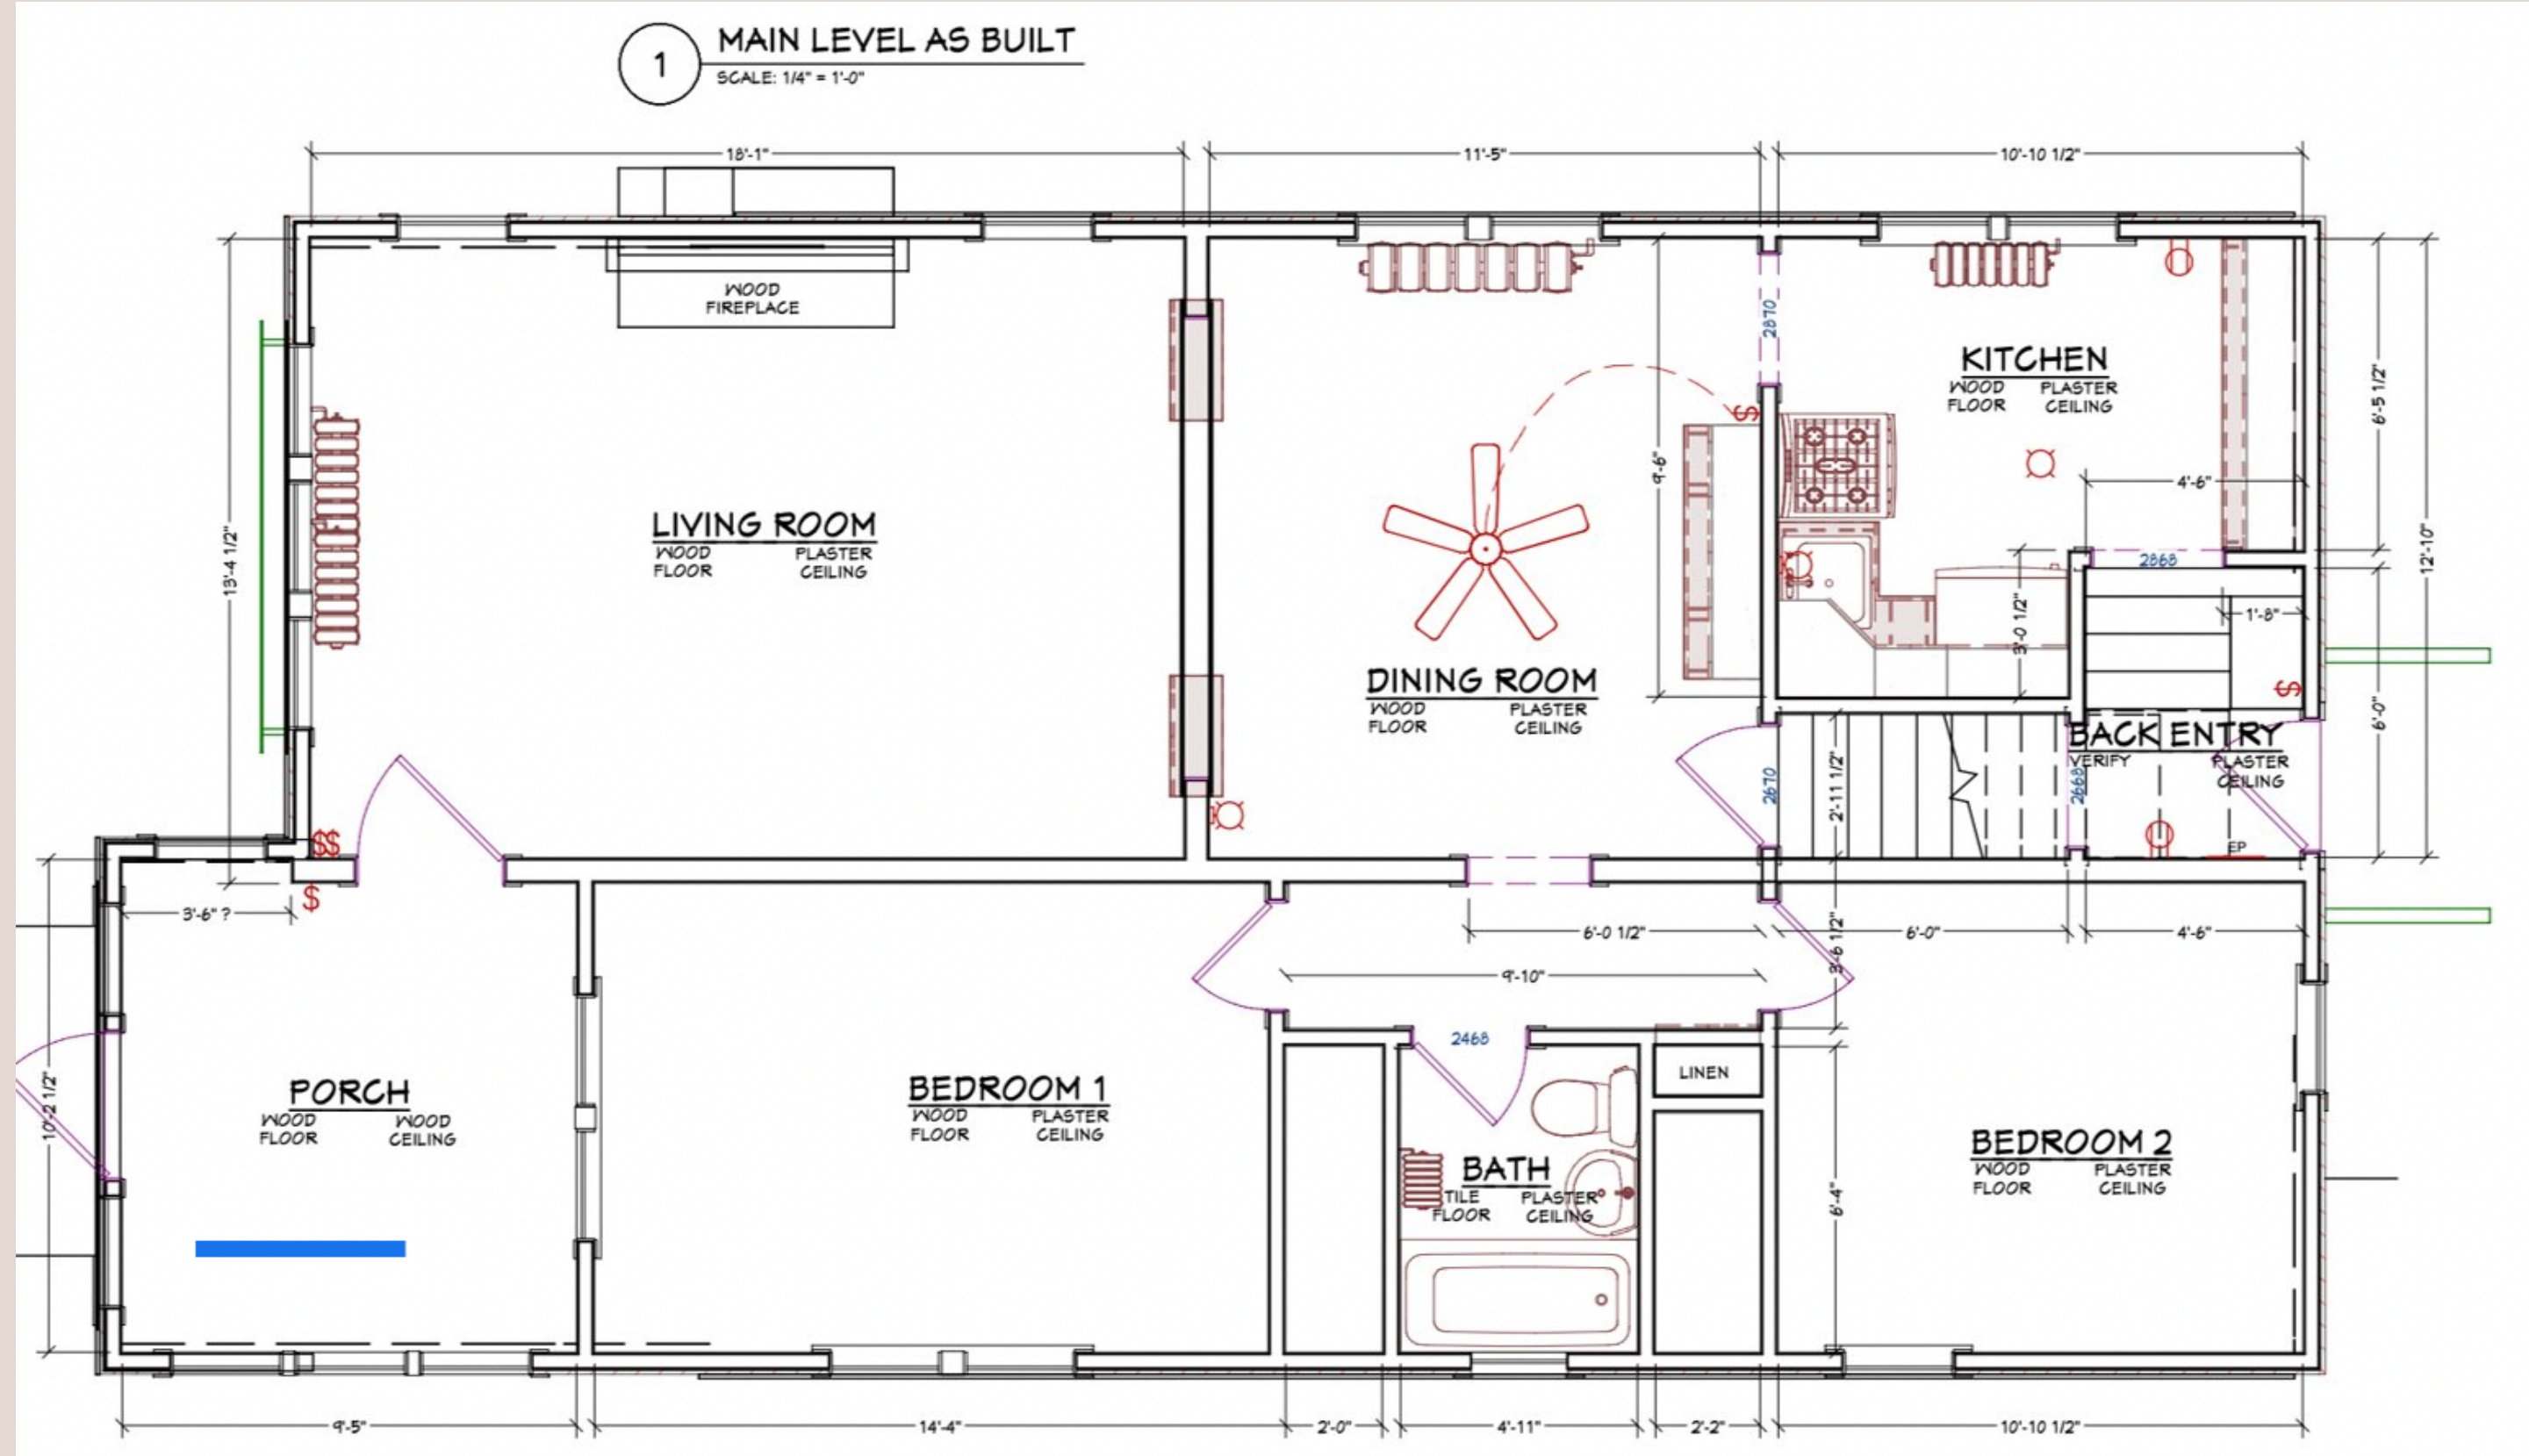 1
MAIN LEVEL AS BUILT
SCALE: 1/4" = 1'-0"
18'-1"
11'-5"
10'-10 1/2"
WOOD
FIREPLACE
2870
KITCHEN
WOOD PLASTER
FLOOR CEILING
$
6'-5 1/2"
9'-6"
4'-6"
LIVING ROOM
WOOD PLASTER
FLOOR CEILING
13'-4 1/2"
12'-10"
2868
3'-0 1/2"
1'-8"
DINING ROOM
WOOD PLASTER
FLOOR CEILING
$
6'-0"
BACK ENTRY
VERIFY PLASTER
CEILING
2670
2'-11 1/2"
2668
EP
$$
$
3'-6" ?
6'-0 1/2"
6'-0"
4'-6"
3'-6 1/2"
9'-10"
2468
LINEN
10'-2 1/2"
PORCH
WOOD WOOD
FLOOR CEILING
BEDROOM 1
WOOD PLASTER
FLOOR CEILING
BATH
TILE PLASTER
FLOOR CEILING
BEDROOM 2
WOOD PLASTER
FLOOR CEILING
6'-4"
9'-5"
14'-4"
2'-0"
4'-11"
2'-2"
10'-10 1/2"